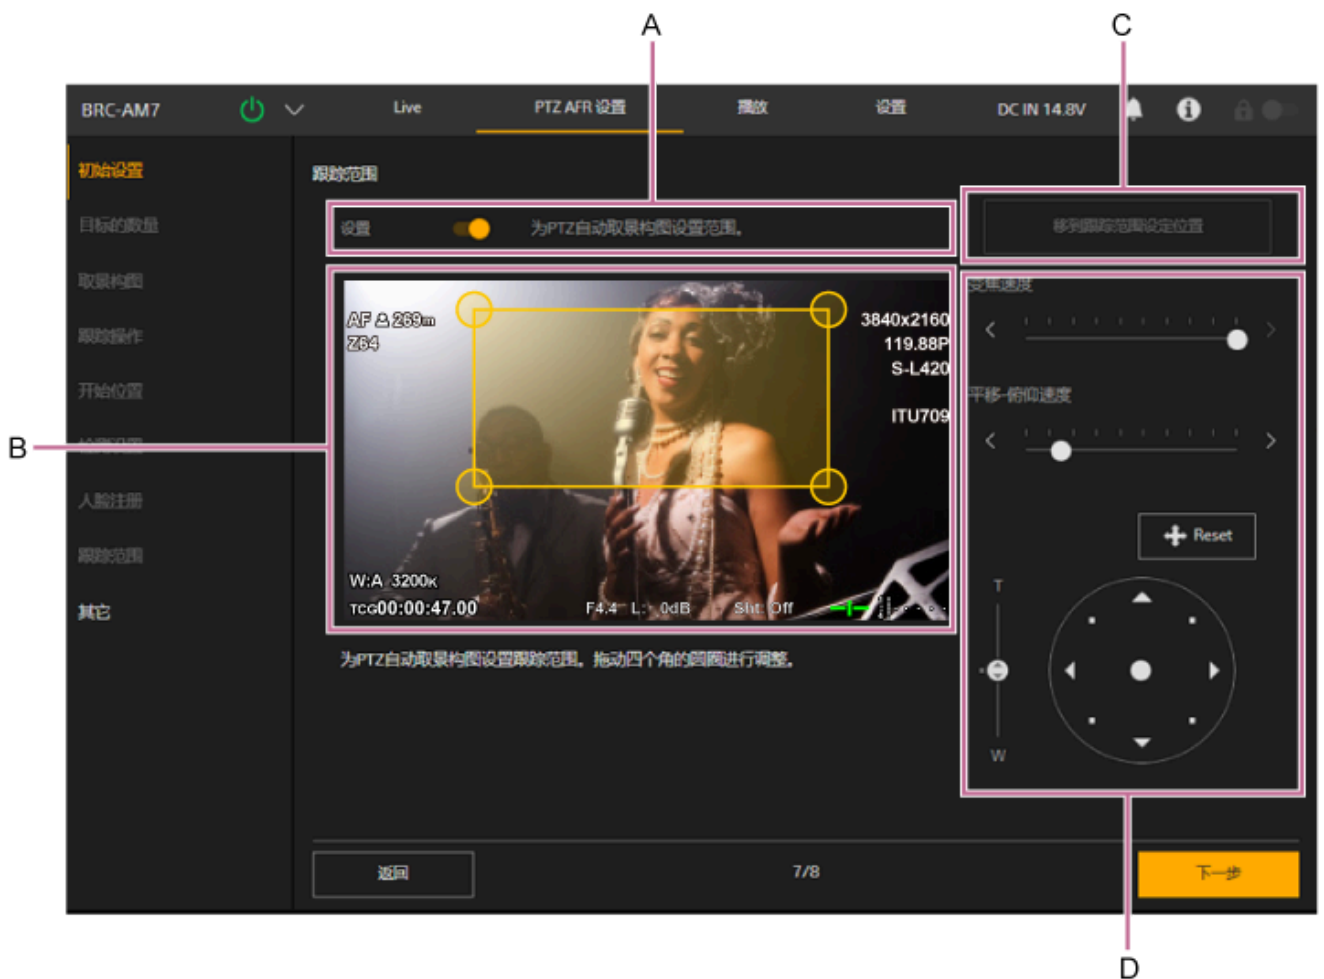 A
C
BRC-AM7
Live
PTZ AFR 设置
播放
设置
DC IN 14.8V
初始设置
跟踪范围
目标的数量
设置
为PTZ自动取景构图设置范围。
移到跟踪范围设定位置
取景构图
变焦速度
AF 269m
3840x2160
Z64
119.88P
跟踪操作
S-L420
开始位置
平移-俯仰速度
ITU709
B
人脸注册
Reset
跟踪范围
W:A 3200K
T
TCG00:00:47.00
F4.4 L: 0dB Sht: Off
其它
为PTZ自动取景构图设置跟踪范围。拖动四个角的圆圈进行调整。
W
返回
7/8
下一步
D